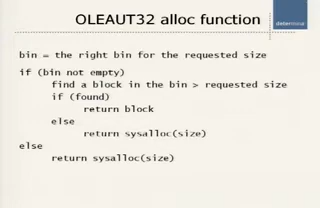 OLEAUT32 alloc function
determina
bin = the right bin for the requested size
if (bin not empty)
find a block in the bin > requested size
if (found)
return block
else
return sysalloc(size)
else
return sysalloc(size)